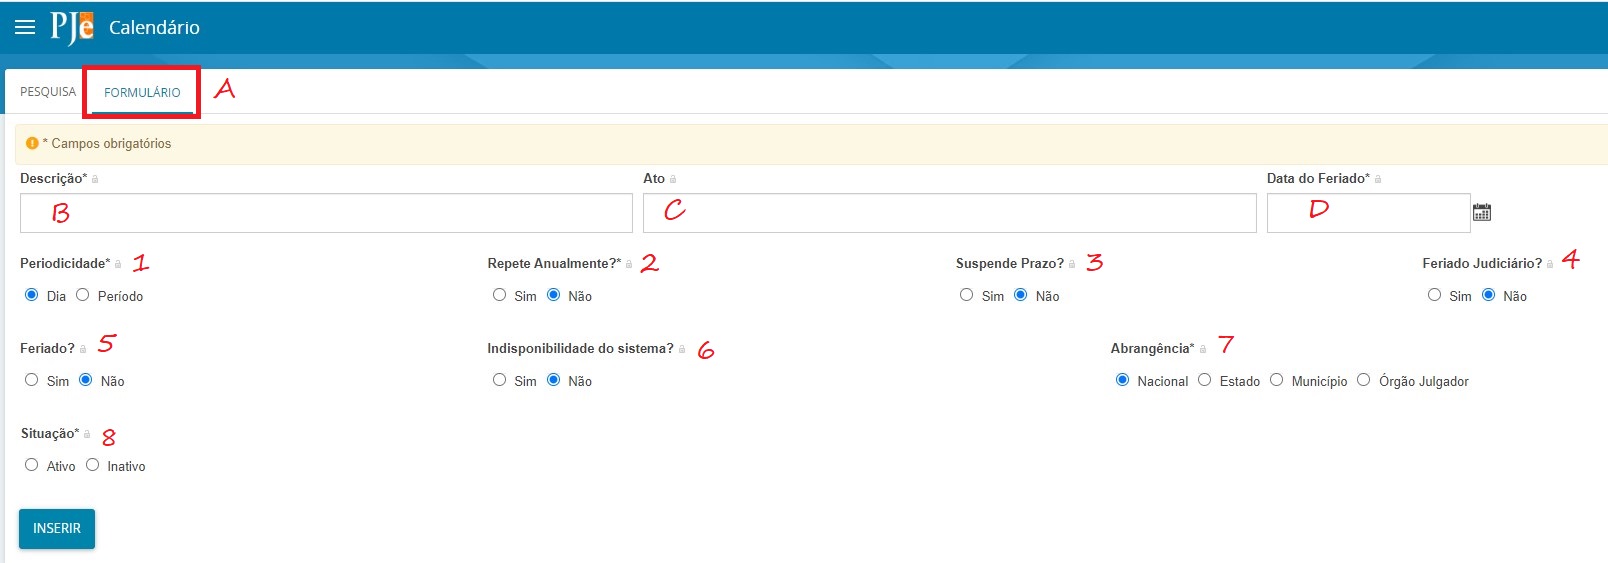 PJe Calendário
PESQUISA FORMULÁRIO A
! * Campos obrigatórios
Descrição* Ato Data do Feriado*
B C D
Periodicidade* 1 Repete Anualmente?* 2 Suspende Prazo? 3 Feriado Judiciário? 4
Dia Período Sim Não Sim Não Sim Não
Feriado? 5 Indisponibilidade do sistema? 6 Abrangência* 7
Sim Não Sim Não Nacional Estado Município Órgão Julgador
Situação* 8
Ativo Inativo
INSERIR